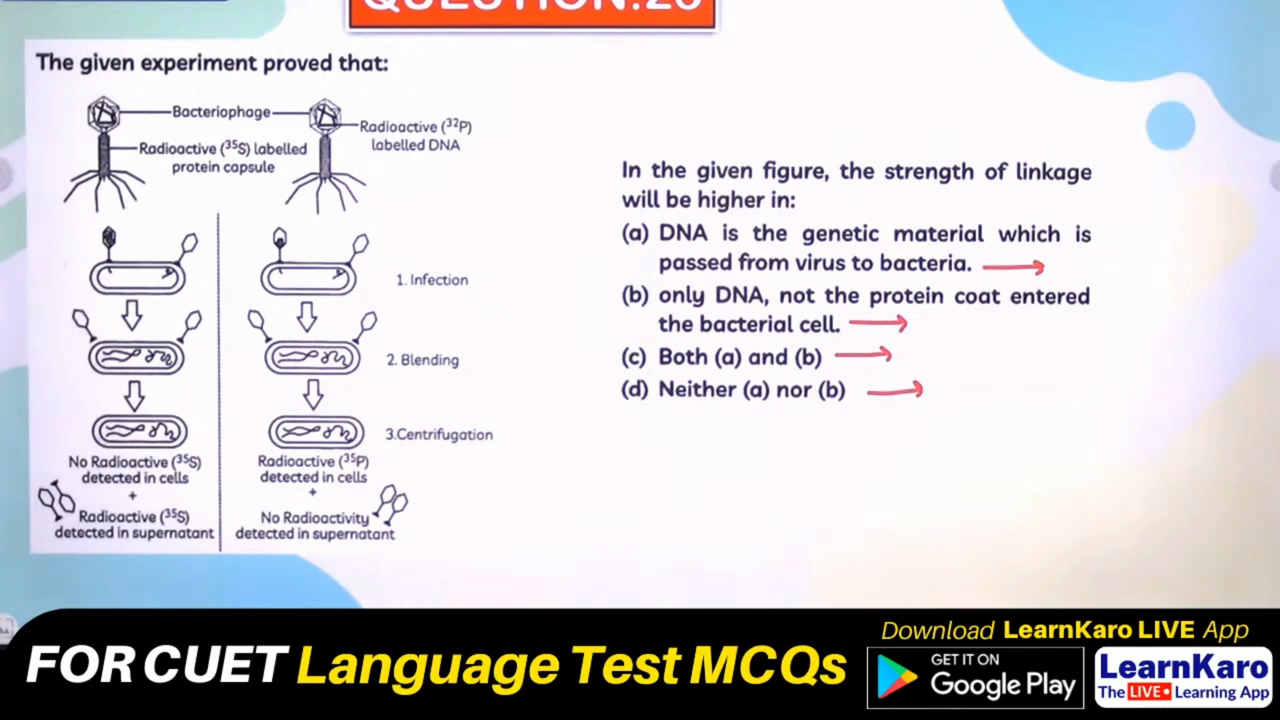 QUESTION:26
The given experiment proved that:
Bacteriophage
Radioactive (³²P)
labelled DNA
Radioactive (³⁵S) labelled
protein capsule
1. Infection
2. Blending
3.Centrifugation
No Radioactive (³⁵S)
detected in cells
+
Radioactive (³⁵S)
detected in supernatant
Radioactive (³⁵P)
detected in cells
+
No Radioactivity
detected in supernatant
In the given figure, the strength of linkage
will be higher in:
(a) DNA is the genetic material which is
passed from virus to bacteria.
(b) only DNA, not the protein coat entered
the bacterial cell.
(c) Both (a) and (b)
(d) Neither (a) nor (b)
FOR CUET Language Test MCQs
Download LearnKaro LIVE App
GET IT ON
Google Play
LearnKaro
The LIVE Learning App